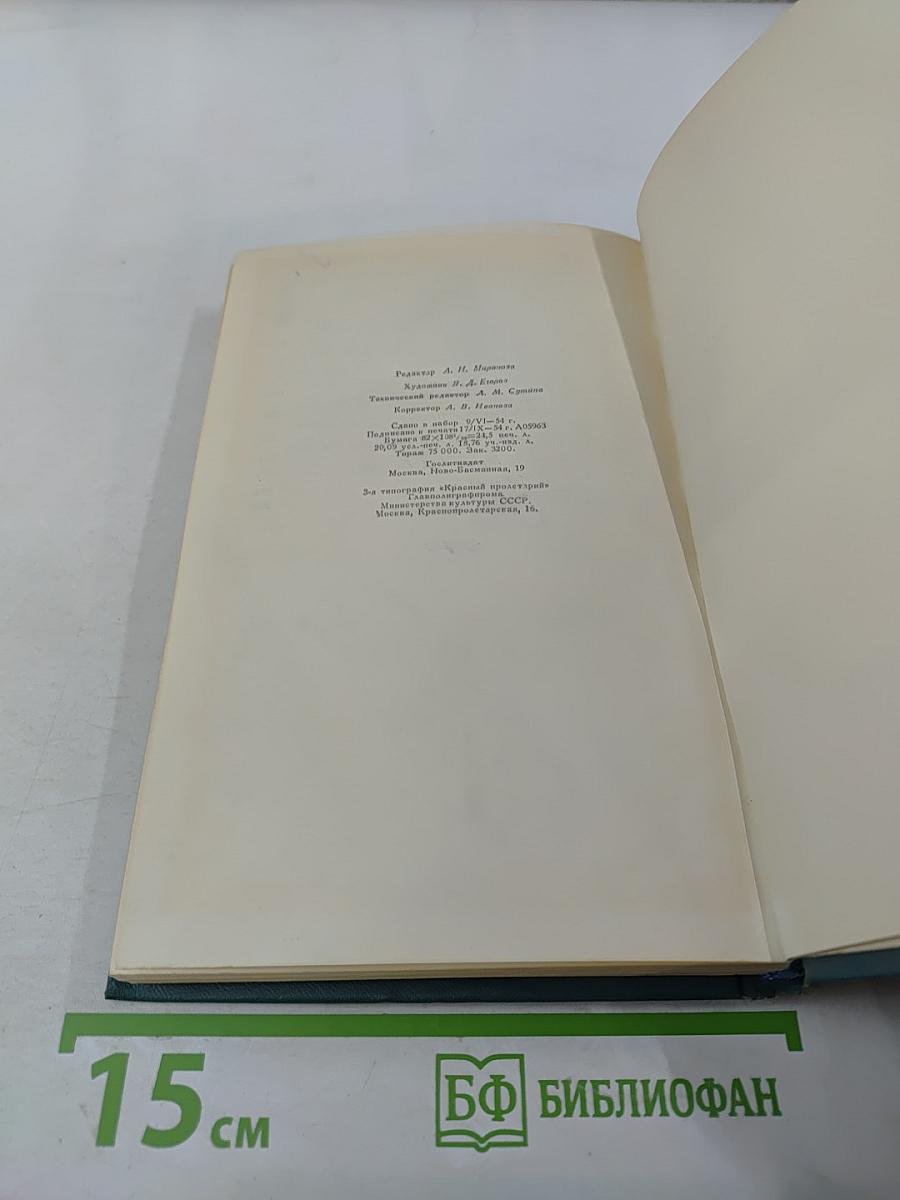 Редактор А. Н.
Художник Я. Д. Егоров
Технический редактор Л. М. Сутина
Корректор А. В. Иванова
Сдано в набор 9/VI—54 г.
Подписано к печати 17/IX—54 г. А05963
Бумага 82×108¹/₃₂=24,5 печ. л.
20,09 усл.-печ. л. 18,76 уч.-изд. л.
Тираж 75 000. Зак. 3200.
Гослитиздат
Москва, Ново-Басманная, 19
3-я типография «Красный пролетарий»
Главполиграфпрома
Министерства культуры СССР.
Москва, Краснопролетарская, 16.
15 см
БФ БИБЛИОФАН